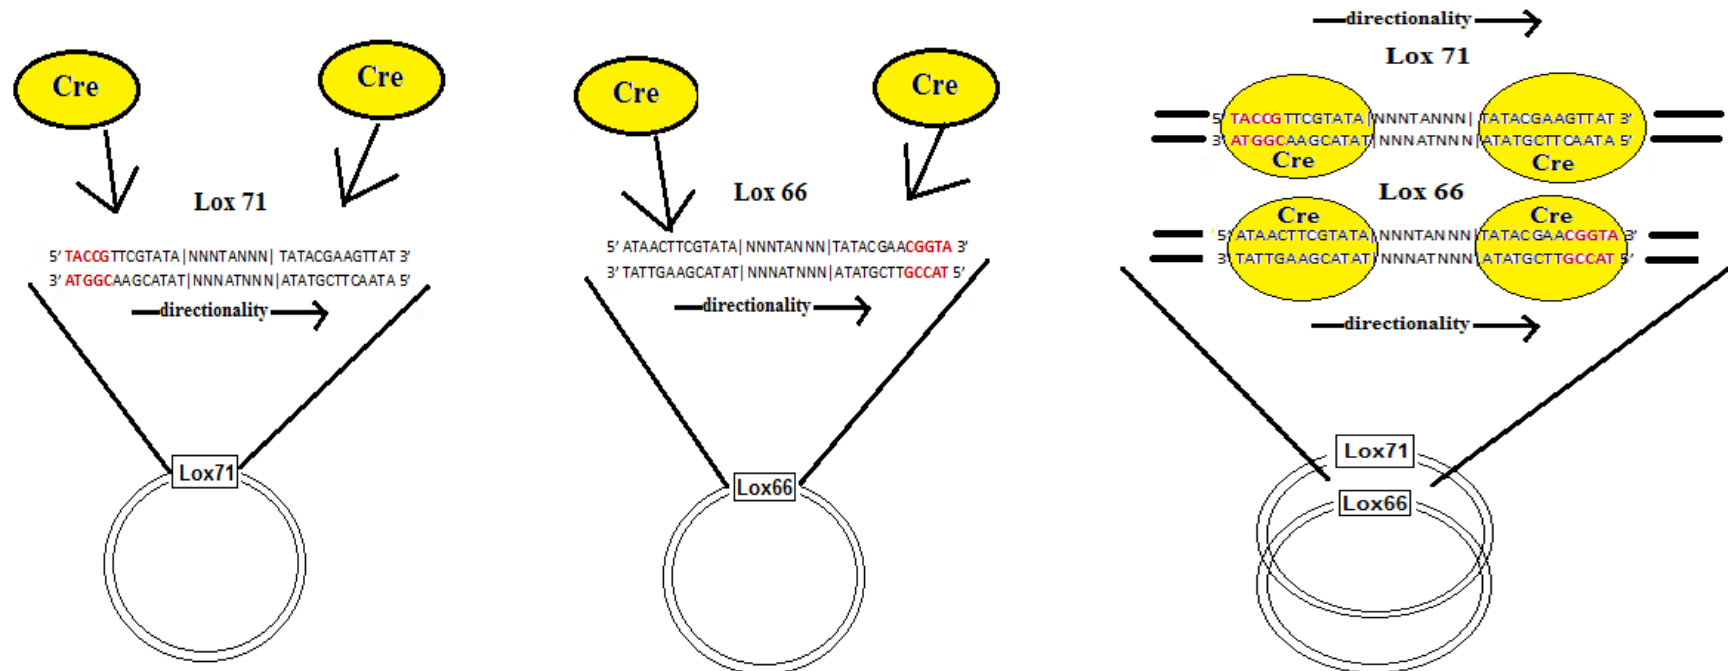 Cre
Cre
Lox 71
5' TACCGTTCGTATA|NNNTANNN| TATACGAAGTTAT 3'
3' ATGGCAAGCATAT|NNNATNNN|ATATGCTTCAATA 5'
directionality
Lox71
Cre
Cre
Lox 66
5' ATAACTTCGTATA|NNNTANNN|TATACGAACGGTA 3'
3' TATTGAAGCATAT|NNNATNNN|ATATGCTTGCCAT 5'
directionality
Lox66
directionality
Lox 71
5' TACCGTTCGTATA|NNNTANNN| TATACGAAGTTAT 3'
3' ATGGCAAGCATAT|NNNATNNN|ATATGCTTCAATA 5'
Cre
Cre
Lox 66
Cre
Cre
5' ATAACTTCGTATA|NNNTANNN|TATACGAACGGTA 3'
3' TATTGAAGCATAT|NNNATNNN|ATATGCTTGCCAT 5'
directionality
Lox71
Lox66